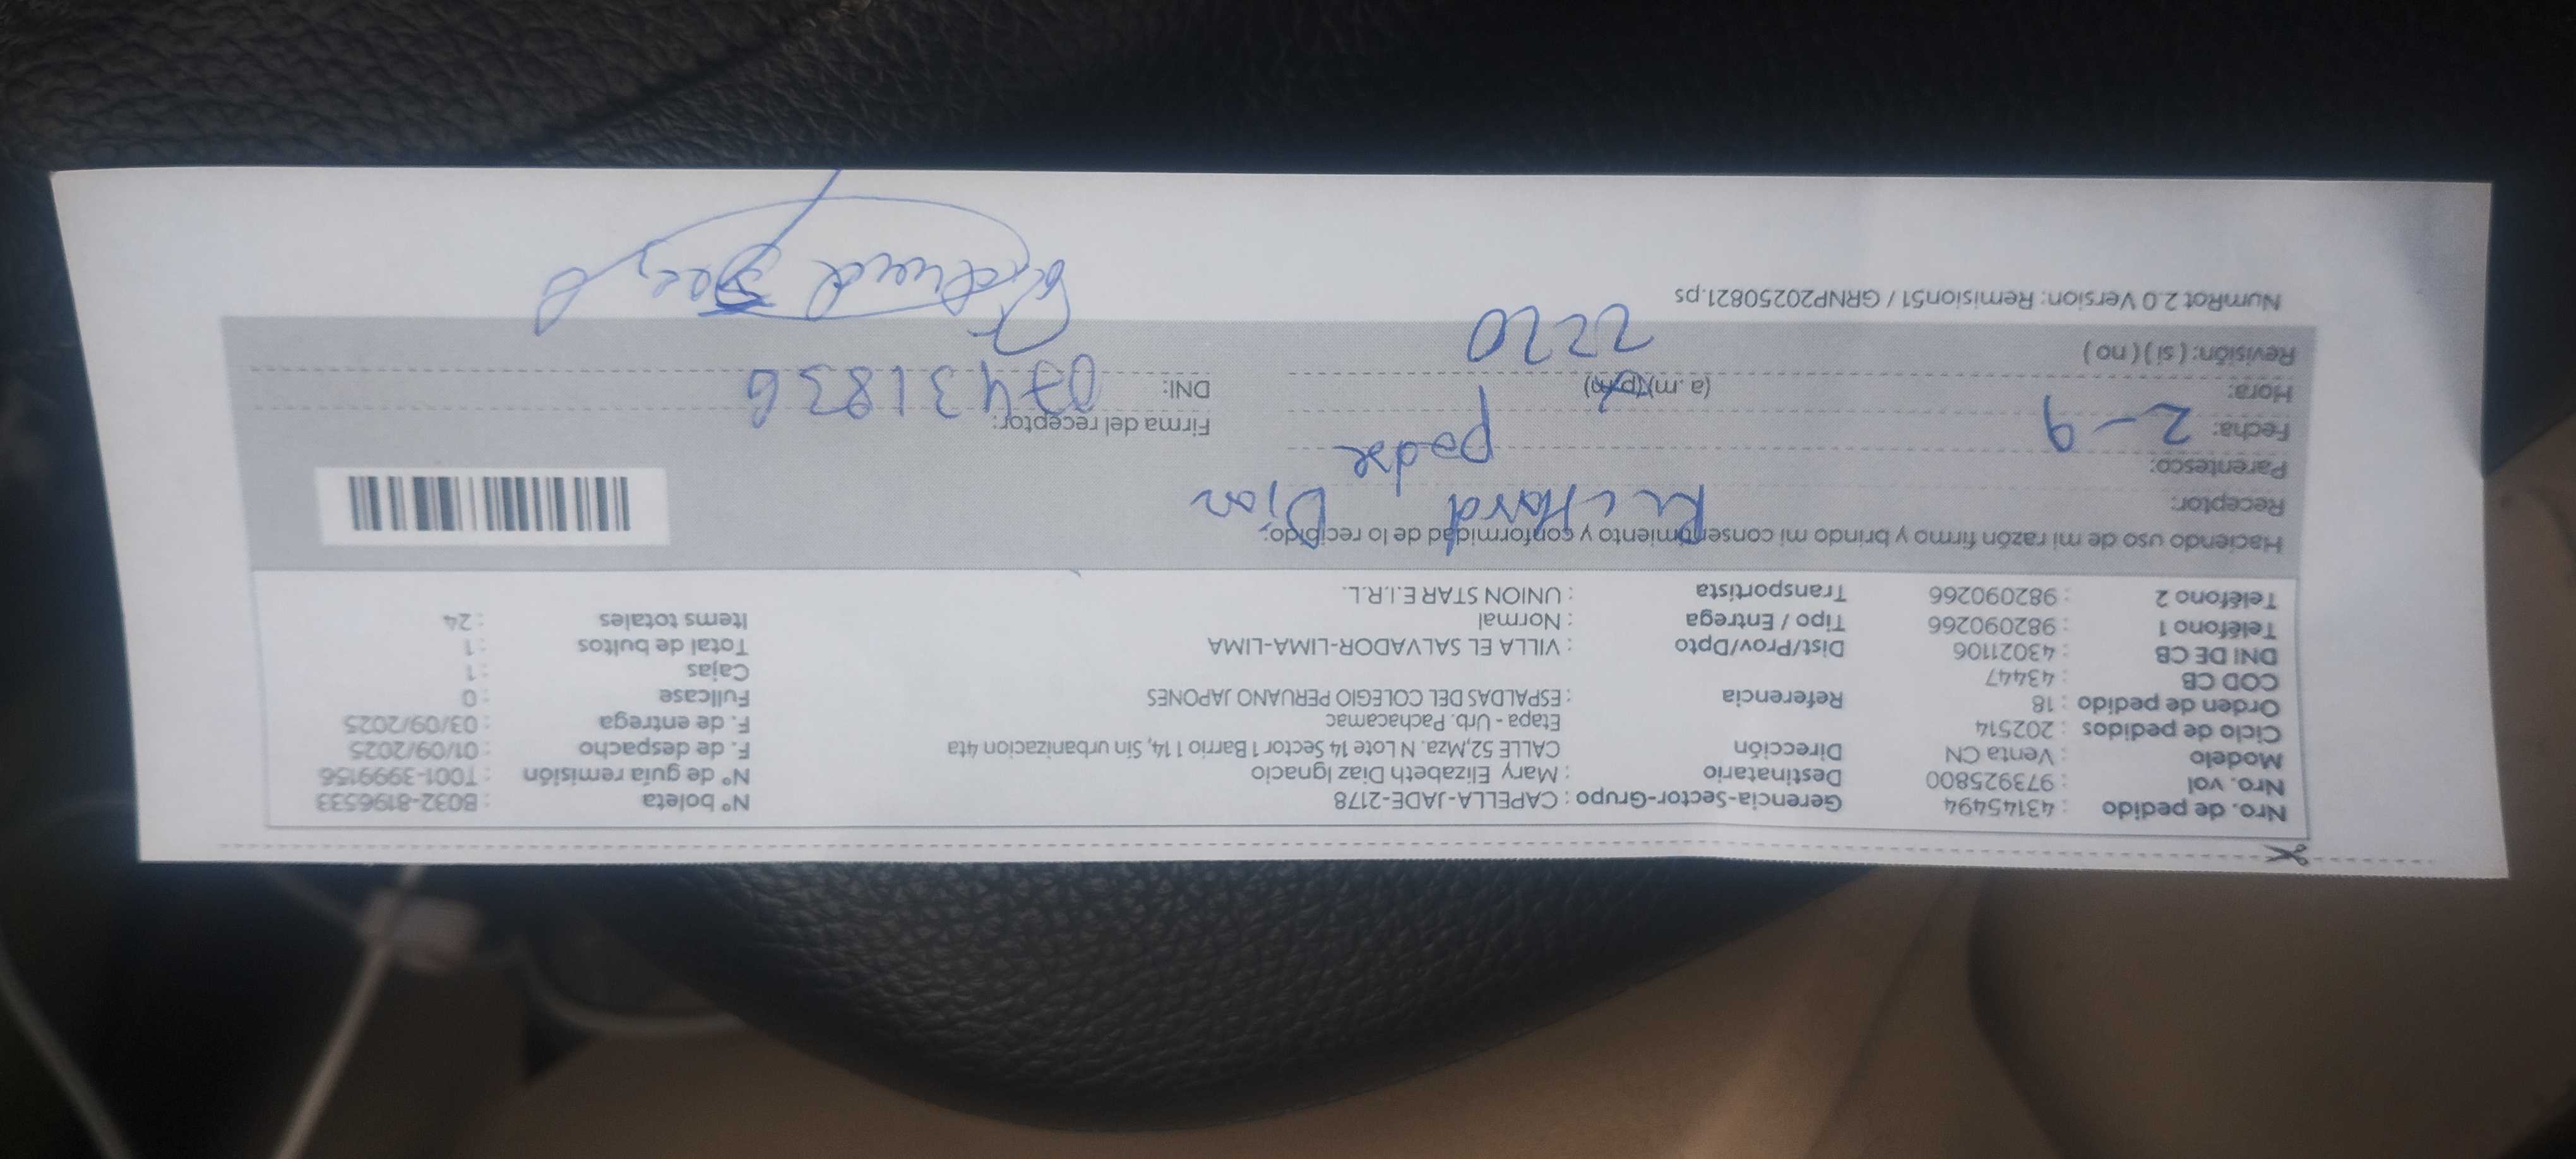 Nro. de pedido : 43145494 Gerencia-Sector-Grupo : CAPELLA-JADE-2178 N° boleta : B032-8196533
Nro. vol : 973925800 Destinatario : Mary Elizabeth Diaz Ignacio N° de guía remisión : T001-3999156
Modelo : Venta CN Dirección CALLE 52,Mza. N Lote 14 Sector 1 Barrio 1 14, Sin urbanizacion 4ta F. de despacho : 01/09/2025
Ciclo de pedidos : 202514 Etapa - Urb. Pachacamac F. de entrega : 03/09/2025
Orden de pedido : 18 Referencia : ESPALDAS DEL COLEGIO PERUANO JAPONES Fullcase : 0
COD CB : 43447 Cajas : 1
DNI DE CB : 43021106 Dist/Prov/Dpto : VILLA EL SALVADOR-LIMA-LIMA Total de bultos : 1
Teléfono 1 : 982090266 Tipo / Entrega : Normal Items totales : 24
Teléfono 2 : 982090266 Transportista : UNION STAR E.I.R.L.
Haciendo uso de mi razón firmo y brindo mi consentimiento y conformidad de lo recibido:
Receptor: RicHard
Parentesco: padre
Fecha: 2-9 Firma del receptor:
Hora: 2220 (a.m)(p.m) DNI: 07431836
Revisión: ( si ) ( no )
NumRot 2.0 Version: Remision51 / GRNP20250821.ps